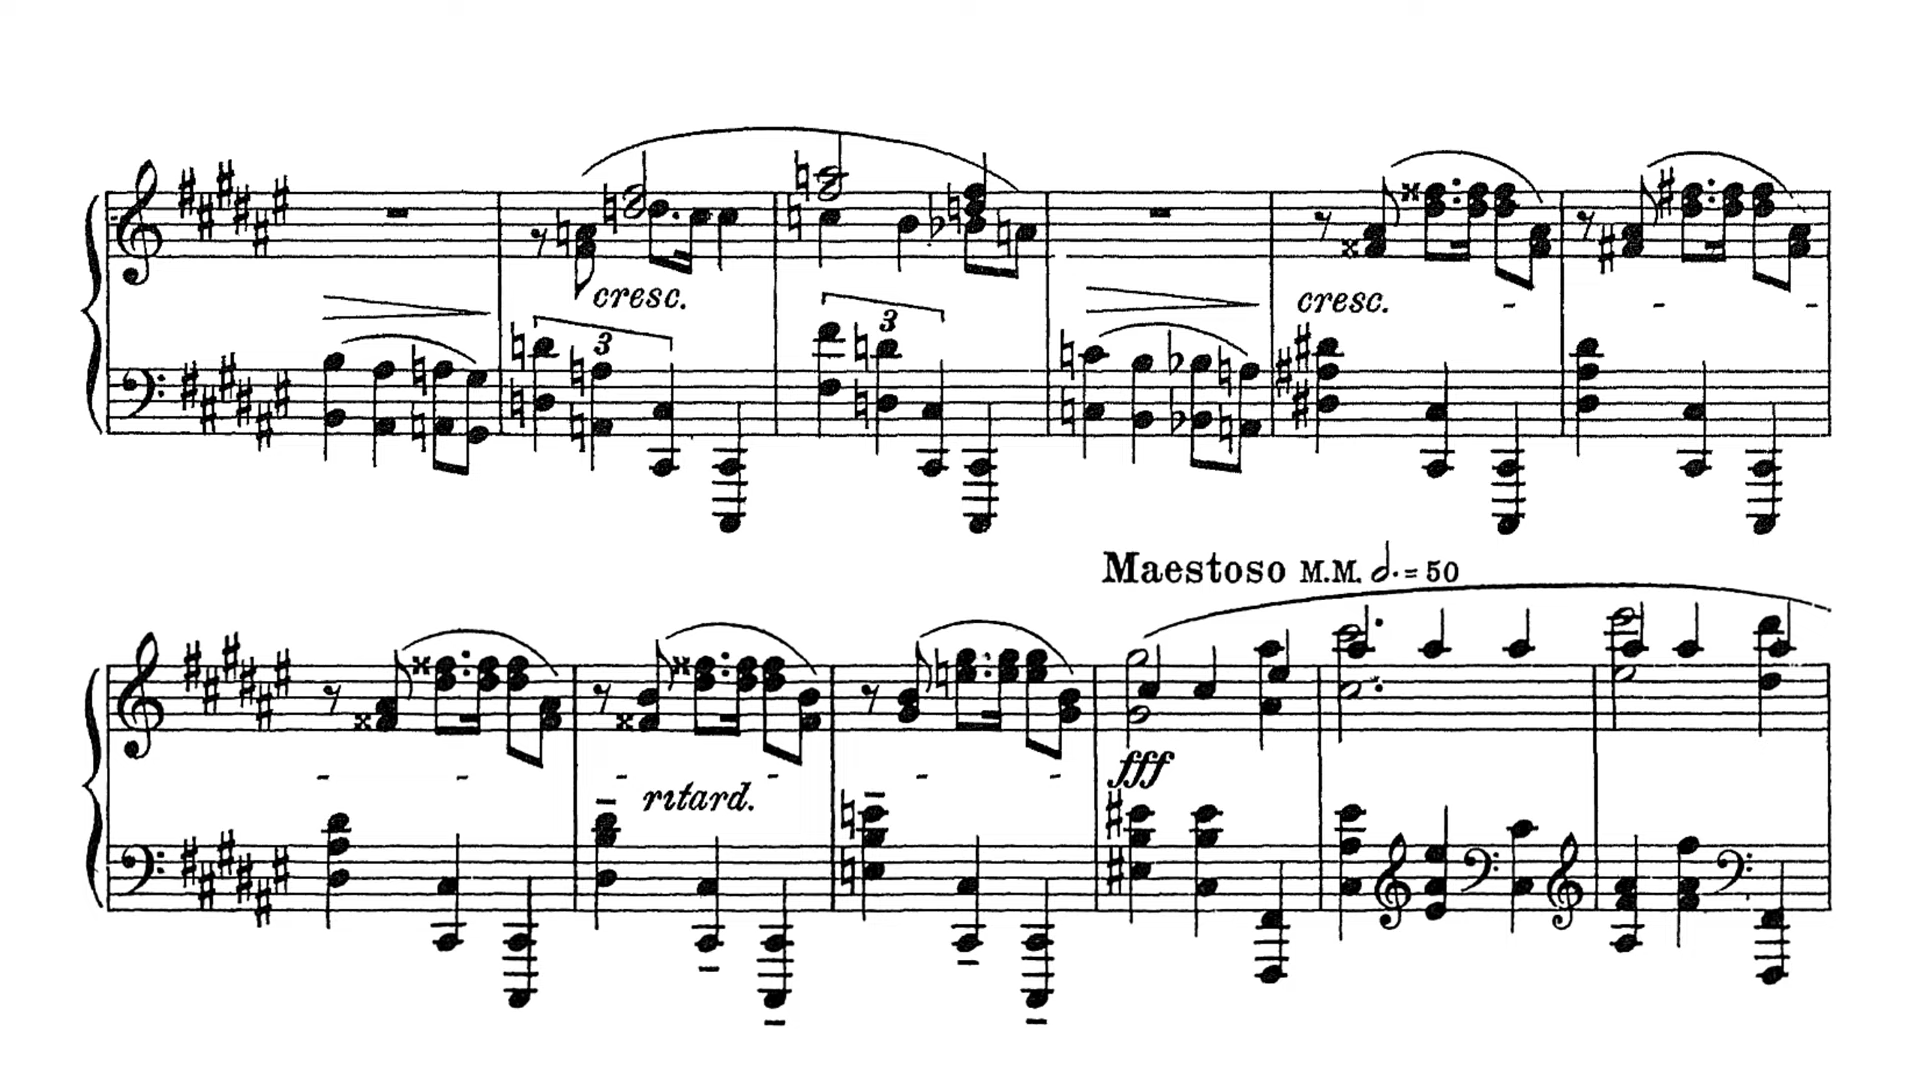 cresc.
3
3
cresc. - - -
Maestoso M.M. 𝅗𝅥. = 50
- - - - - -
ritard.
fff